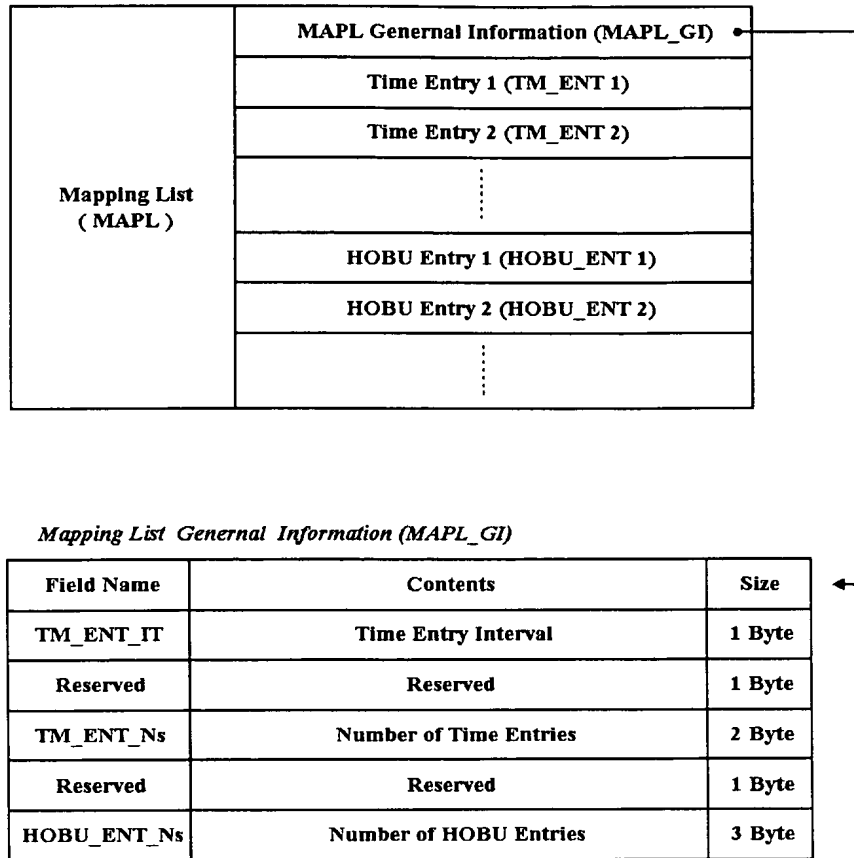 MAPL Genernal Information (MAPL_GI)
Time Entry 1 (TM_ENT 1)
Time Entry 2 (TM_ENT 2)
Mapping List
( MAPL )
HOBU Entry 1 (HOBU_ENT 1)
HOBU Entry 2 (HOBU_ENT 2)
Mapping List Genernal Information (MAPL_GI)
Field Name Contents Size
TM_ENT_IT Time Entry Interval 1 Byte
Reserved Reserved 1 Byte
TM_ENT_Ns Number of Time Entries 2 Byte
Reserved Reserved 1 Byte
HOBU_ENT_Ns Number of HOBU Entries 3 Byte